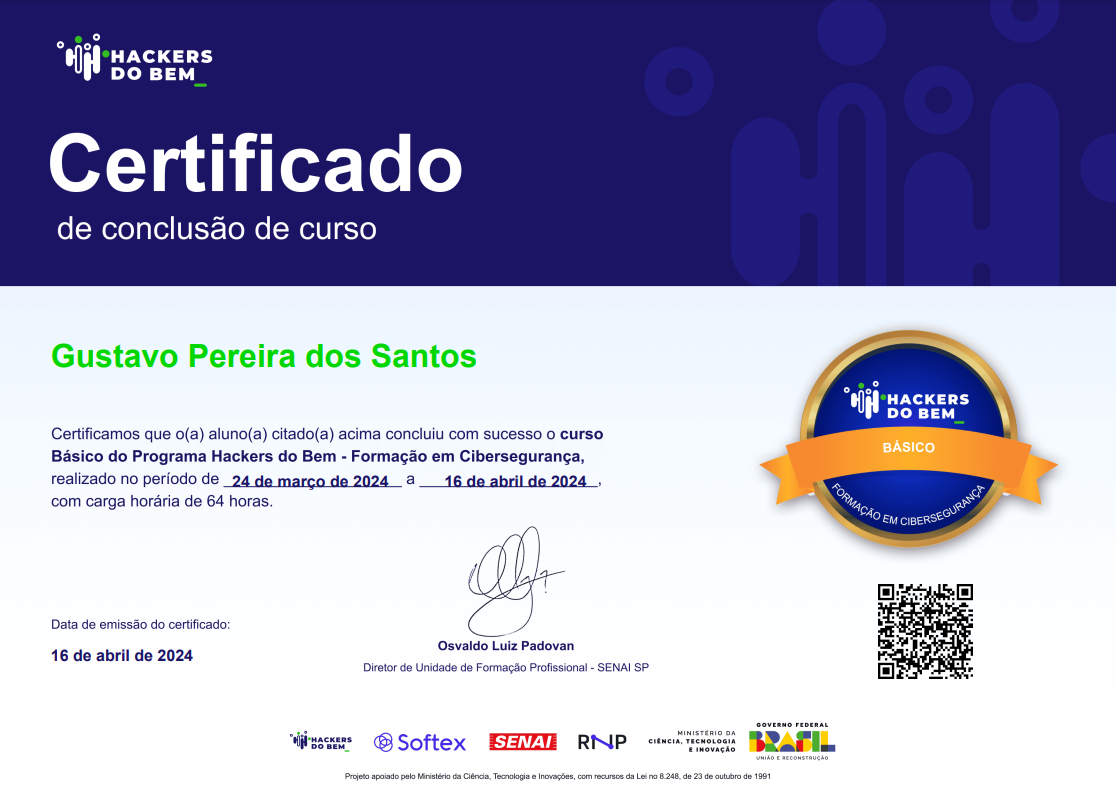 HACKERS
DO BEM_
Certificado
de conclusão de curso
Gustavo Pereira dos Santos
Certificamos que o(a) aluno(a) citado(a) acima concluiu com sucesso o curso
Básico do Programa Hackers do Bem - Formação em Cibersegurança,
realizado no período de 24 de março de 2024 a 16 de abril de 2024,
com carga horária de 64 horas.
HACKERS
DO BEM_
BÁSICO
FORMAÇÃO EM CIBERSEGURANÇA
Data de emissão do certificado:
16 de abril de 2024
Osvaldo Luiz Padovan
Diretor de Unidade de Formação Profissional - SENAI SP
HACKERS
DO BEM_
Softex
SENAI
RNP
MINISTÉRIO DA
CIÊNCIA, TECNOLOGIA
E INOVAÇÃO
GOVERNO FEDERAL
BRASIL
UNIÃO E RECONSTRUÇÃO
Projeto apoiado pelo Ministério da Ciência, Tecnologia e Inovações, com recursos da Lei no 8.248, de 23 de outubro de 1991